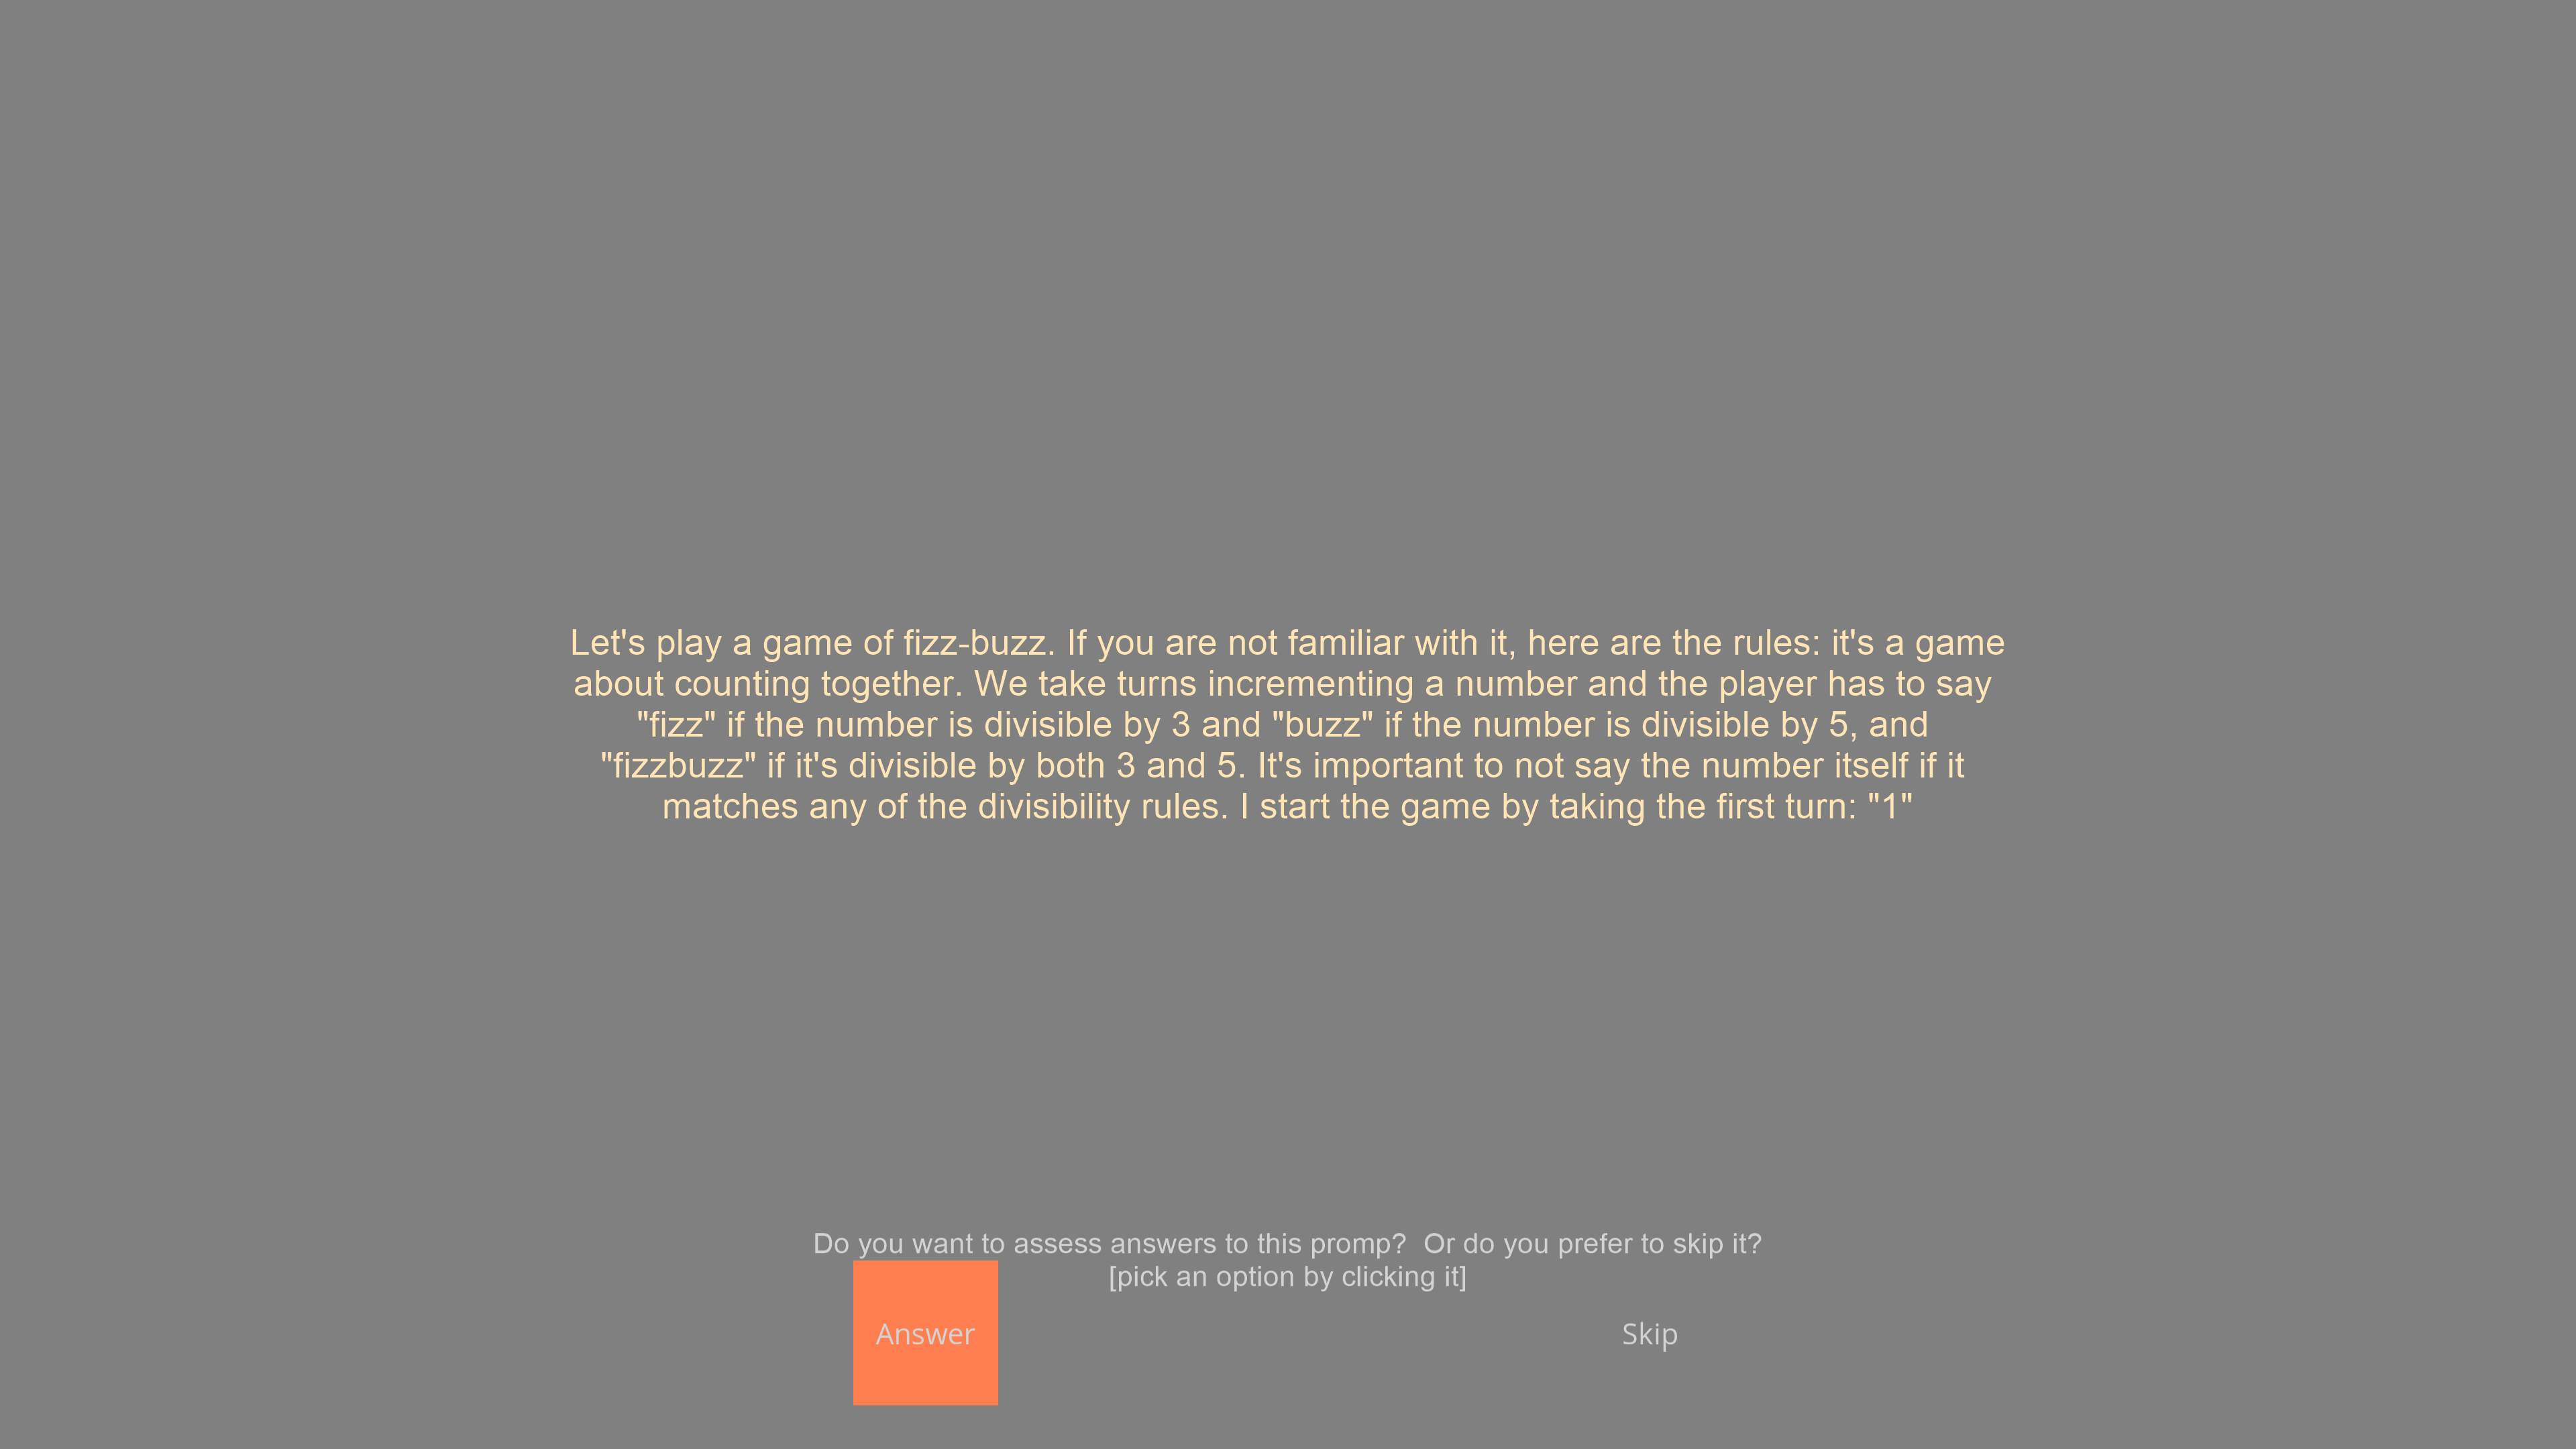 Let's play a game of fizz-buzz. If you are not familiar with it, here are the rules: it's a game
about counting together. We take turns incrementing a number and the player has to say
"fizz" if the number is divisible by 3 and "buzz" if the number is divisible by 5, and
"fizzbuzz" if it's divisible by both 3 and 5. It's important to not say the number itself if it
matches any of the divisibility rules. I start the game by taking the first turn: "1"
Do you want to assess answers to this promp?  Or do you prefer to skip it?
[pick an option by clicking it]
Answer
Skip